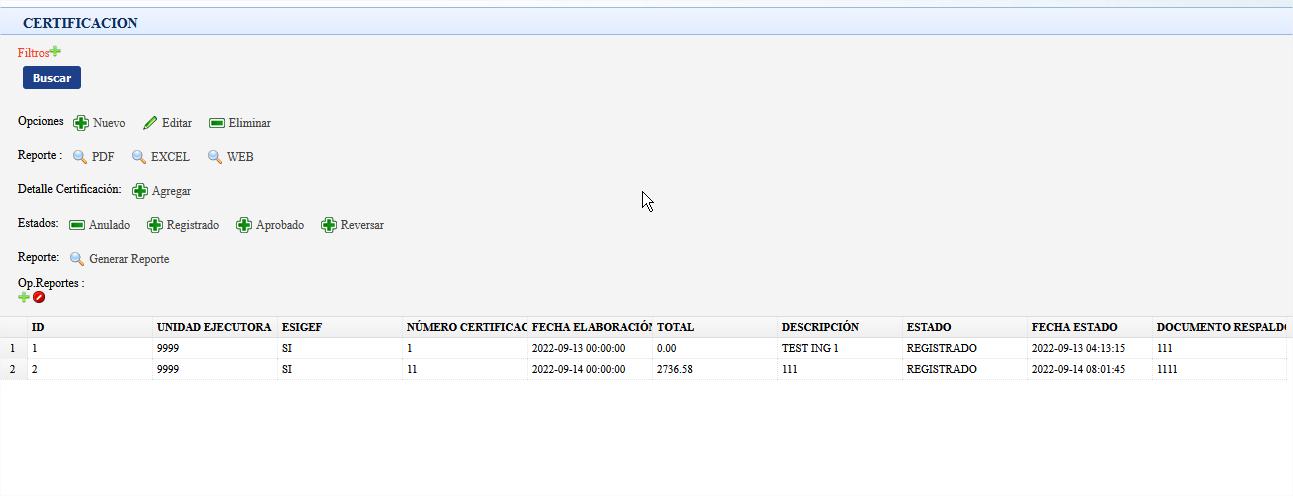 CERTIFICACION
Filtros
Buscar
Opciones Nuevo Editar Eliminar
Reporte : PDF EXCEL WEB
Detalle Certificación: Agregar
Estados: Anulado Registrado Aprobado Reversar
Reporte: Generar Reporte
Op.Reportes :
ID UNIDAD EJECUTORA ESIGEF NÚMERO CERTIFICAC FECHA ELABORACIÓN TOTAL DESCRIPCIÓN ESTADO FECHA ESTADO DOCUMENTO RESPALDO
1 1 9999 SI 1 2022-09-13 00:00:00 0.00 TEST ING 1 REGISTRADO 2022-09-13 04:13:15 111
2 2 9999 SI 11 2022-09-14 00:00:00 2736.58 111 REGISTRADO 2022-09-14 08:01:45 1111